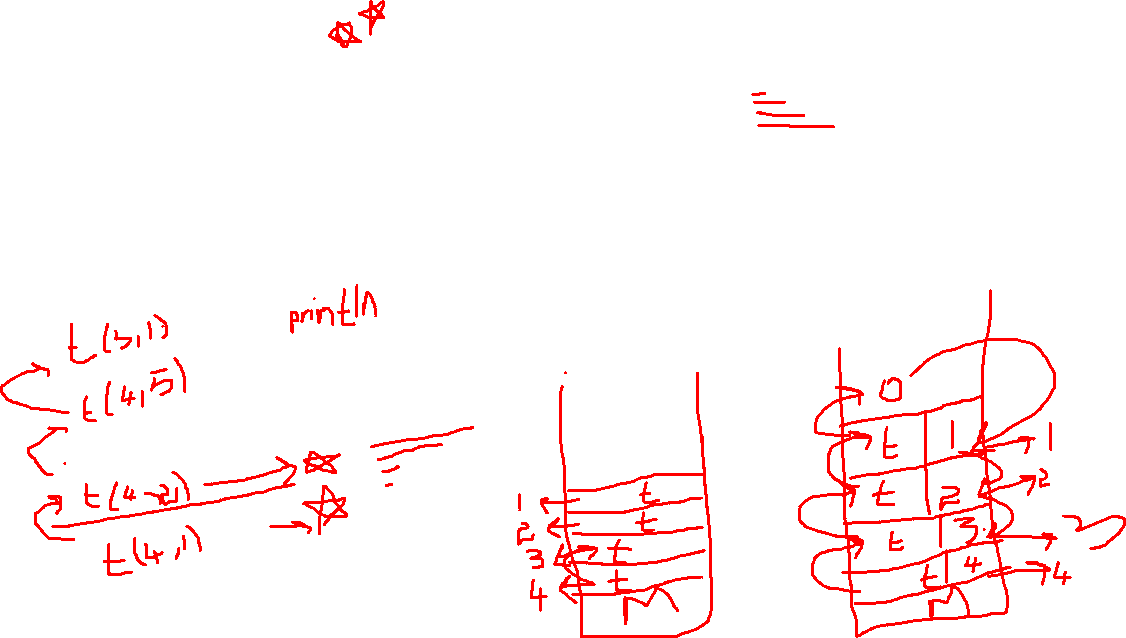 println
t(3,1)
t(4,5)
t(4-2)
t(4,1)
1 t
2 t
3 t
4 t
M
0
t 1 1
t 2 2
t 3 3
t 4 4
M